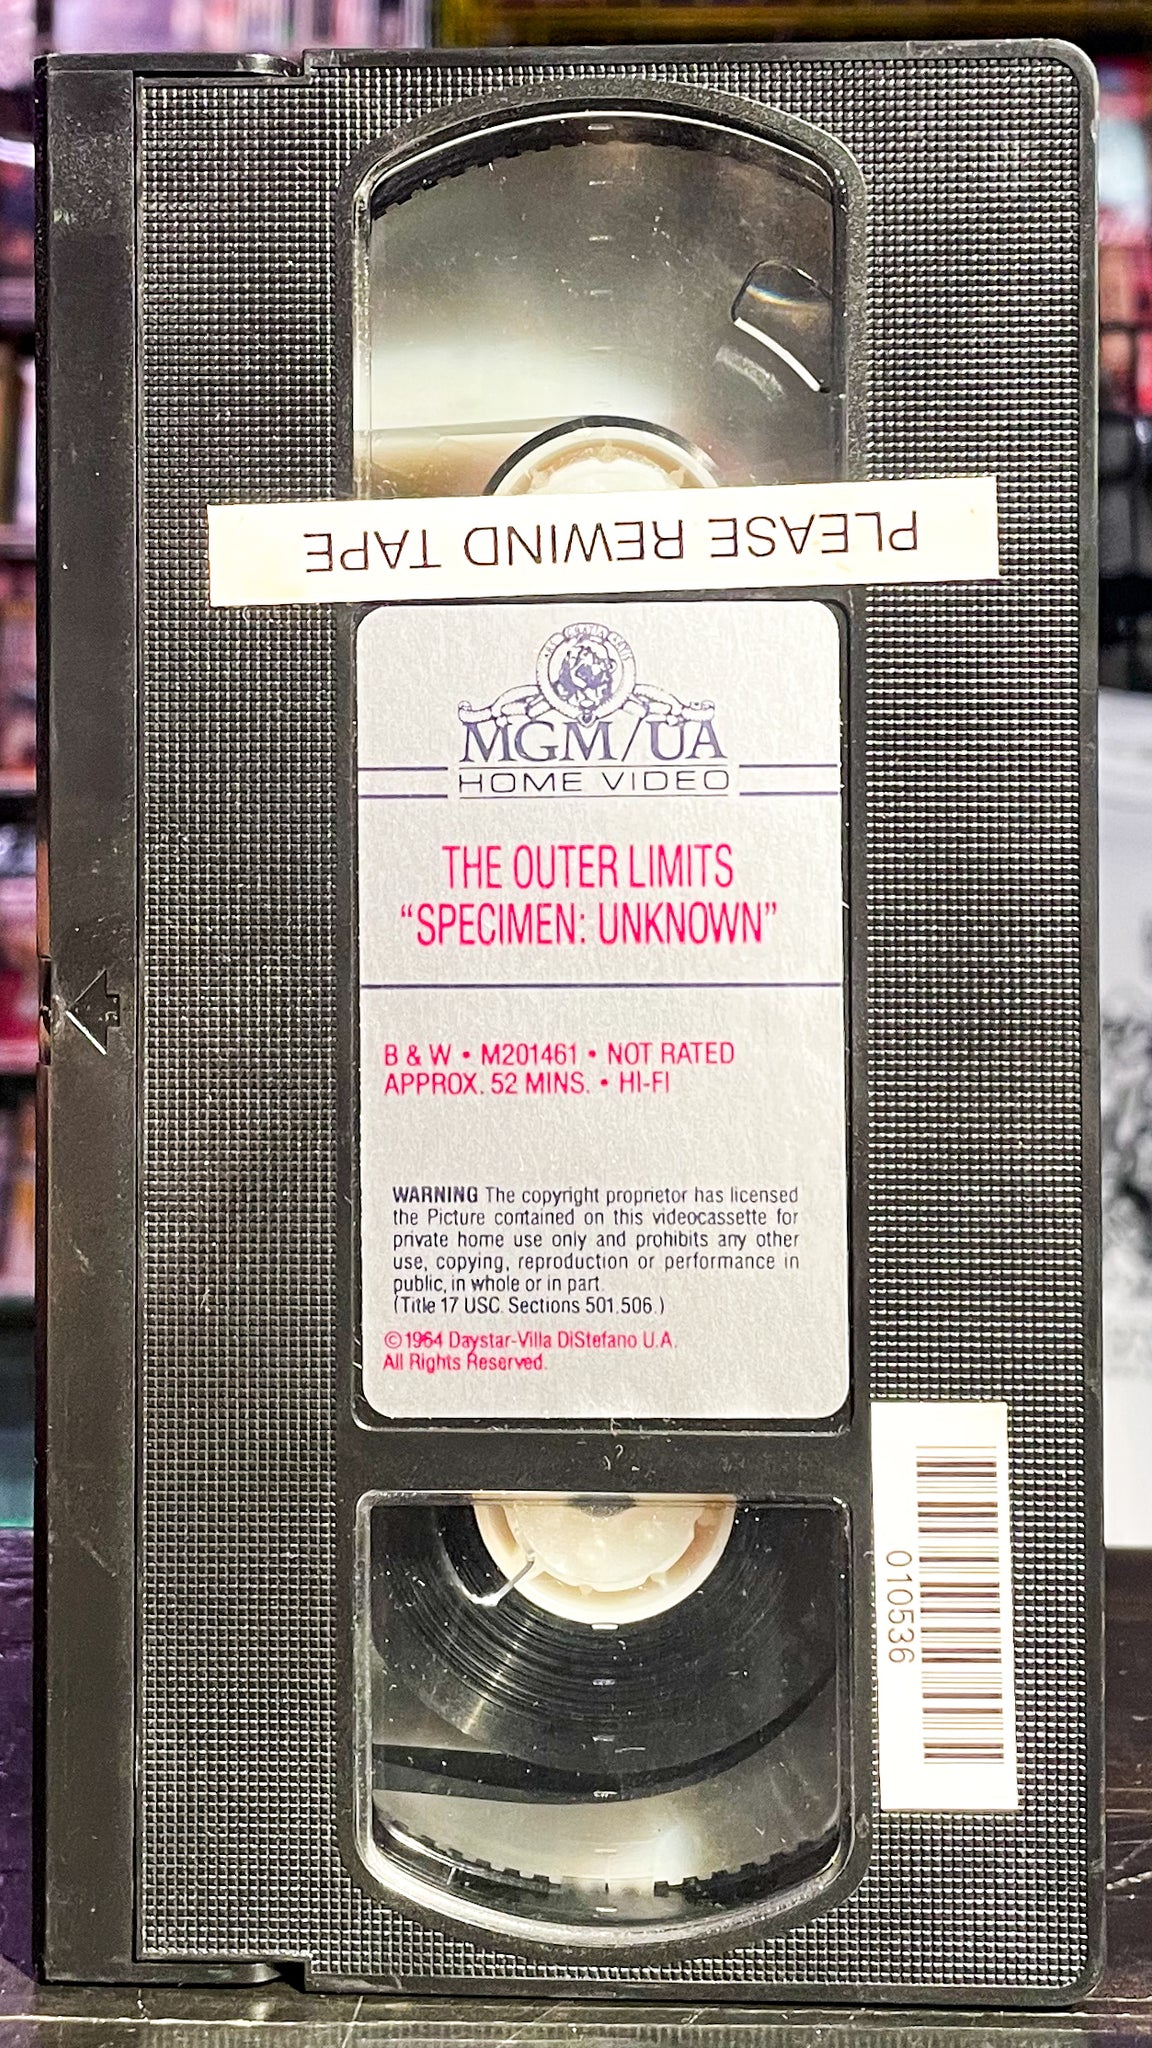 PLEASE REWIND TAPE
MGM/UA
HOME VIDEO
THE OUTER LIMITS
“SPECIMEN: UNKNOWN”
B & W • M201461 • NOT RATED
APPROX. 52 MINS. • HI-FI
WARNING The copyright proprietor has licensed
the Picture contained on this videocassette for
private home use only and prohibits any other
use, copying, reproduction or performance in
public, in whole or in part.
(Title 17 USC. Sections 501.506.)
©1964 Daystar-Villa DiStefano U.A.
All Rights Reserved.
010536